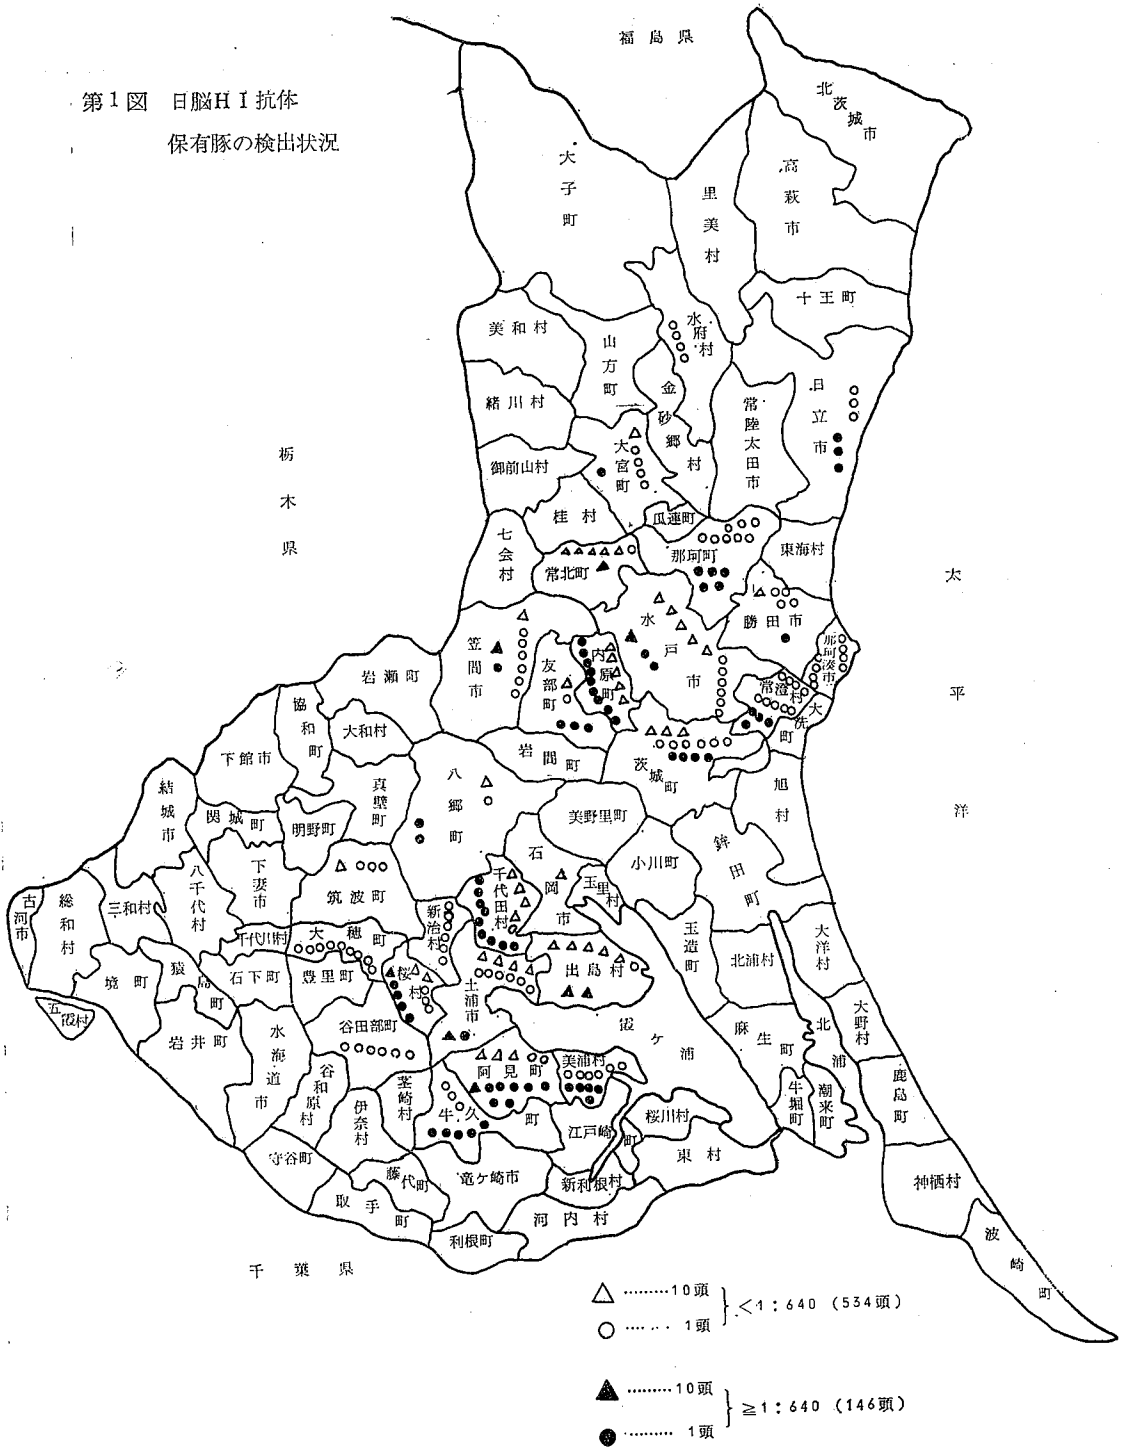 第1図 日脳HI抗体
保有豚の検出状況
福島県
北茨城市
高萩市
大子町
里美村
十王町
美和村
山方町
水府村
金砂郷村
日立市
常陸太田市
緒川村
大宮町
御前山村
栃木県
桂村
瓜連町
那珂町
東海村
七会村
常北町
太平洋
勝田市
水戸市
那珂湊市
笠間市
友部町
内原町
常澄村
大洗町
岩瀬町
協和町
大和村
下館市
岩間町
茨城町
旭村
八郷町
真壁町
結城市
関城町
明野町
美野里町
小川町
鉾田町
石岡市
玉里村
千代田村
下妻市
八千代村
筑波町
新治村
古河市
総和村
三和村
千代川村
大穂町
玉造町
北浦村
大洋村
出島村
桜村
土浦市
境町
猿島町
石下町
豊里町
五霞村
岩井町
水海道市
谷田部町
霞ヶ浦
麻生町
北浦
大野村
阿見町
美浦村
谷和原村
伊奈村
茎崎村
牛久町
江戸崎町
桜川村
牛堀町
潮来町
鹿島町
守谷町
藤代町
竜ケ崎市
東村
新利根村
取手町
河内村
利根町
神栖村
波崎町
千葉県
△………10頭
○…… 1頭
<1:640 (534頭)
▲………10頭
●……… 1頭
≧1:640 (146頭)